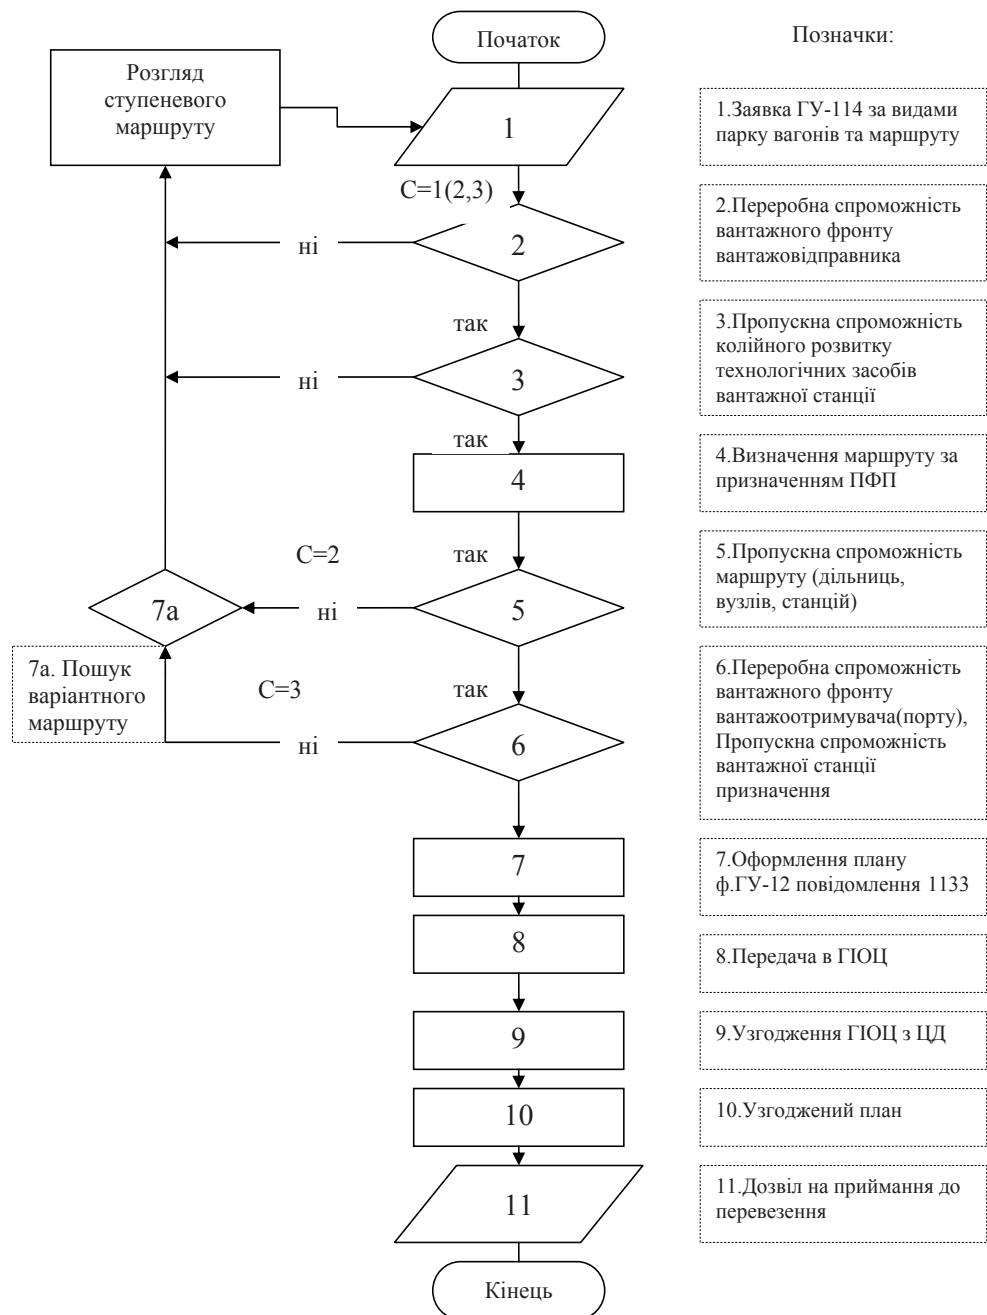 Початок
Позначки:
Розгляд
ступеневого
маршруту
1
1.Заявка ГУ-114 за видами
парку вагонів та маршруту
С=1(2,3)
2
ні
2.Переробна спроможність
вантажного фронту
вантажовідправника
так
3
ні
3.Пропускна спроможність
колійного розвитку
технологічних засобів
вантажної станції
так
4
4.Визначення маршруту за
призначенням ПФП
С=2
так
7а
ні
5
5.Пропускна спроможність
маршруту (дільниць,
вузлів, станцій)
7а. Пошук
варіантного
маршруту
С=3
так
ні
6
6.Переробна спроможність
вантажного фронту
вантажоотримувача(порту),
Пропускна спроможність
вантажної станції
призначення
7
7.Оформлення плану
ф.ГУ-12 повідомлення 1133
8
8.Передача в ГІОЦ
9
9.Узгодження ГІОЦ з ЦД
10
10.Узгоджений план
11
11.Дозвіл на приймання до
перевезення
Кінець